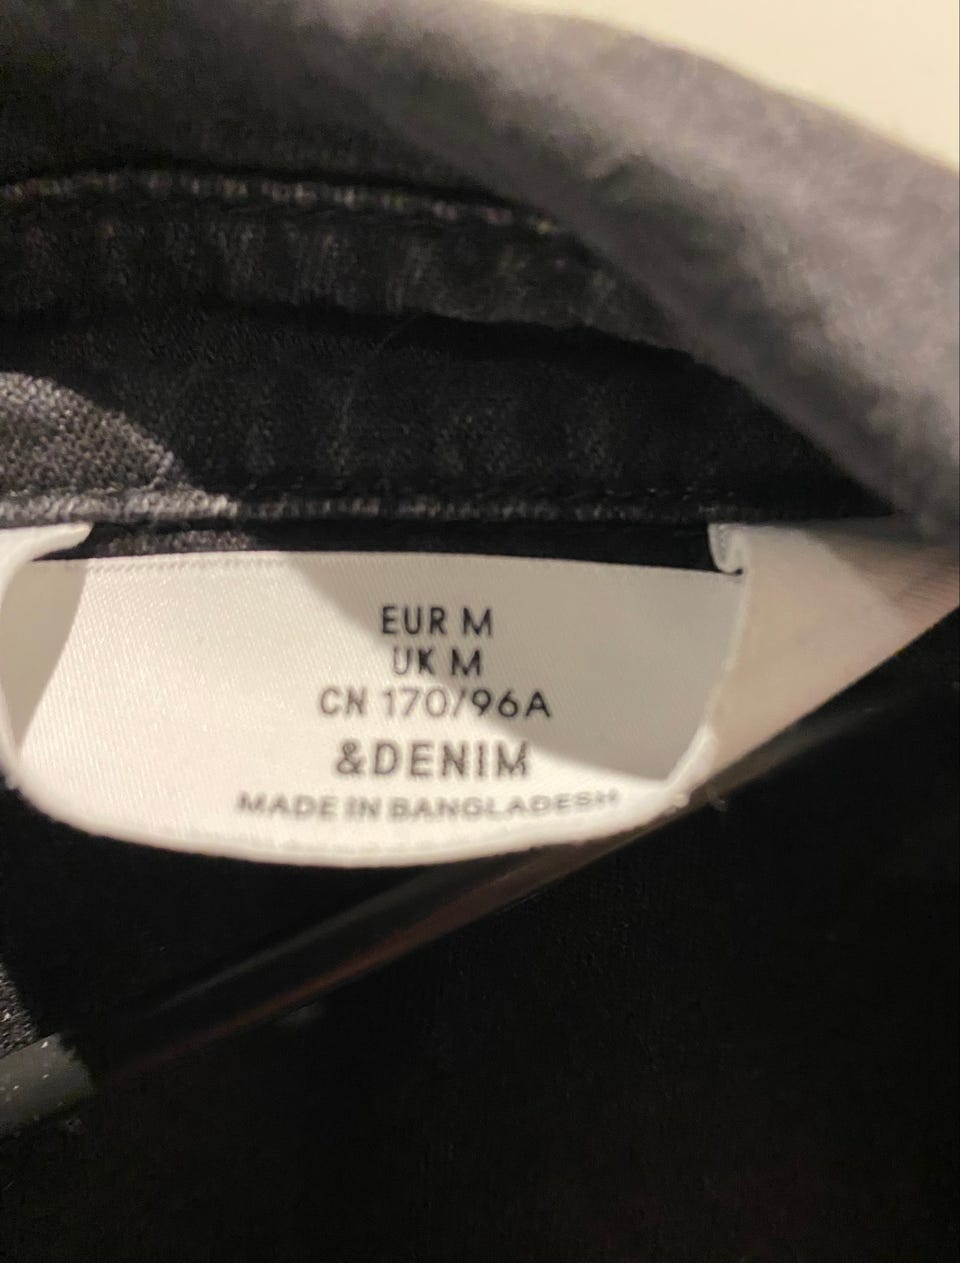 EUR M
UK M
CN 170/96A
&DENIM
MADE IN BANGLADESH